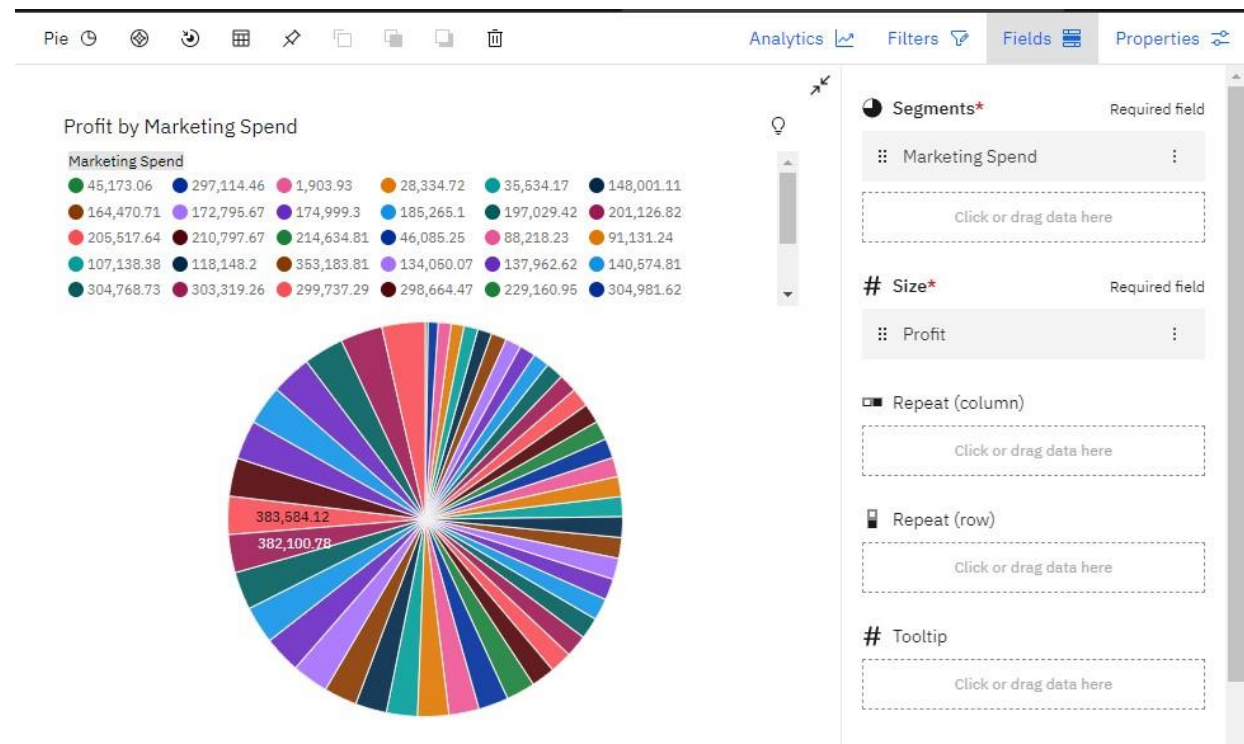 Pie
Analytics Filters Fields Properties
Profit by Marketing Spend
Marketing Spend
45,173.06 297,114.46 1,903.93 28,334.72 35,534.17 148,001.11
164,470.71 172,795.67 174,999.3 185,265.1 197,029.42 201,126.82
205,517.64 210,797.67 214,634.81 46,085.25 88,218.23 91,131.24
107,138.38 118,148.2 353,183.81 134,050.07 137,962.62 140,574.81
304,768.73 303,319.26 299,737.29 298,664.47 229,160.95 304,981.62
383,584.12
382,100.78
Segments* Required field
Marketing Spend
Click or drag data here
# Size* Required field
Profit
Click or drag data here
Repeat (column)
Click or drag data here
Repeat (row)
Click or drag data here
# Tooltip
Click or drag data here